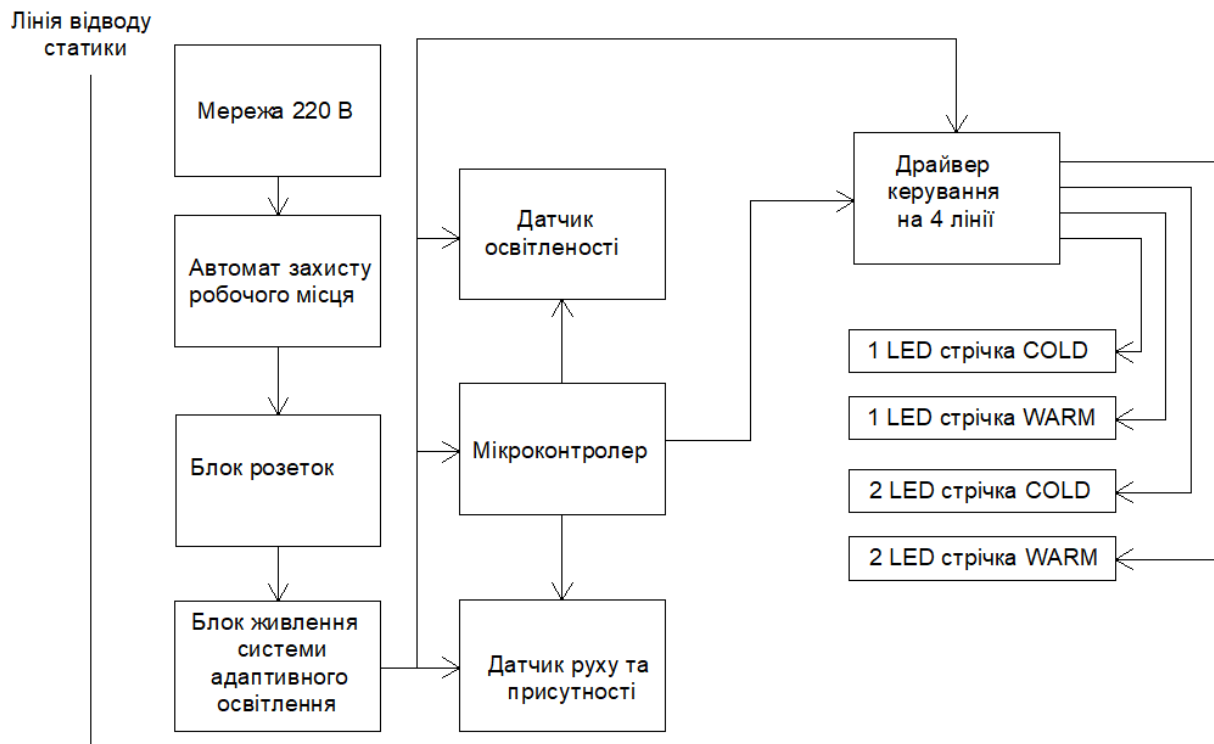 Лінія відводу
статики
Мережа 220 В
Автомат захисту
робочого місця
Блок розеток
Блок живлення
системи
адаптивного
освітлення
Датчик
освітленості
Мікроконтролер
Датчик руху та
присутності
Драйвер
керування
на 4 лінії
1 LED стрічка COLD
1 LED стрічка WARM
2 LED стрічка COLD
2 LED стрічка WARM